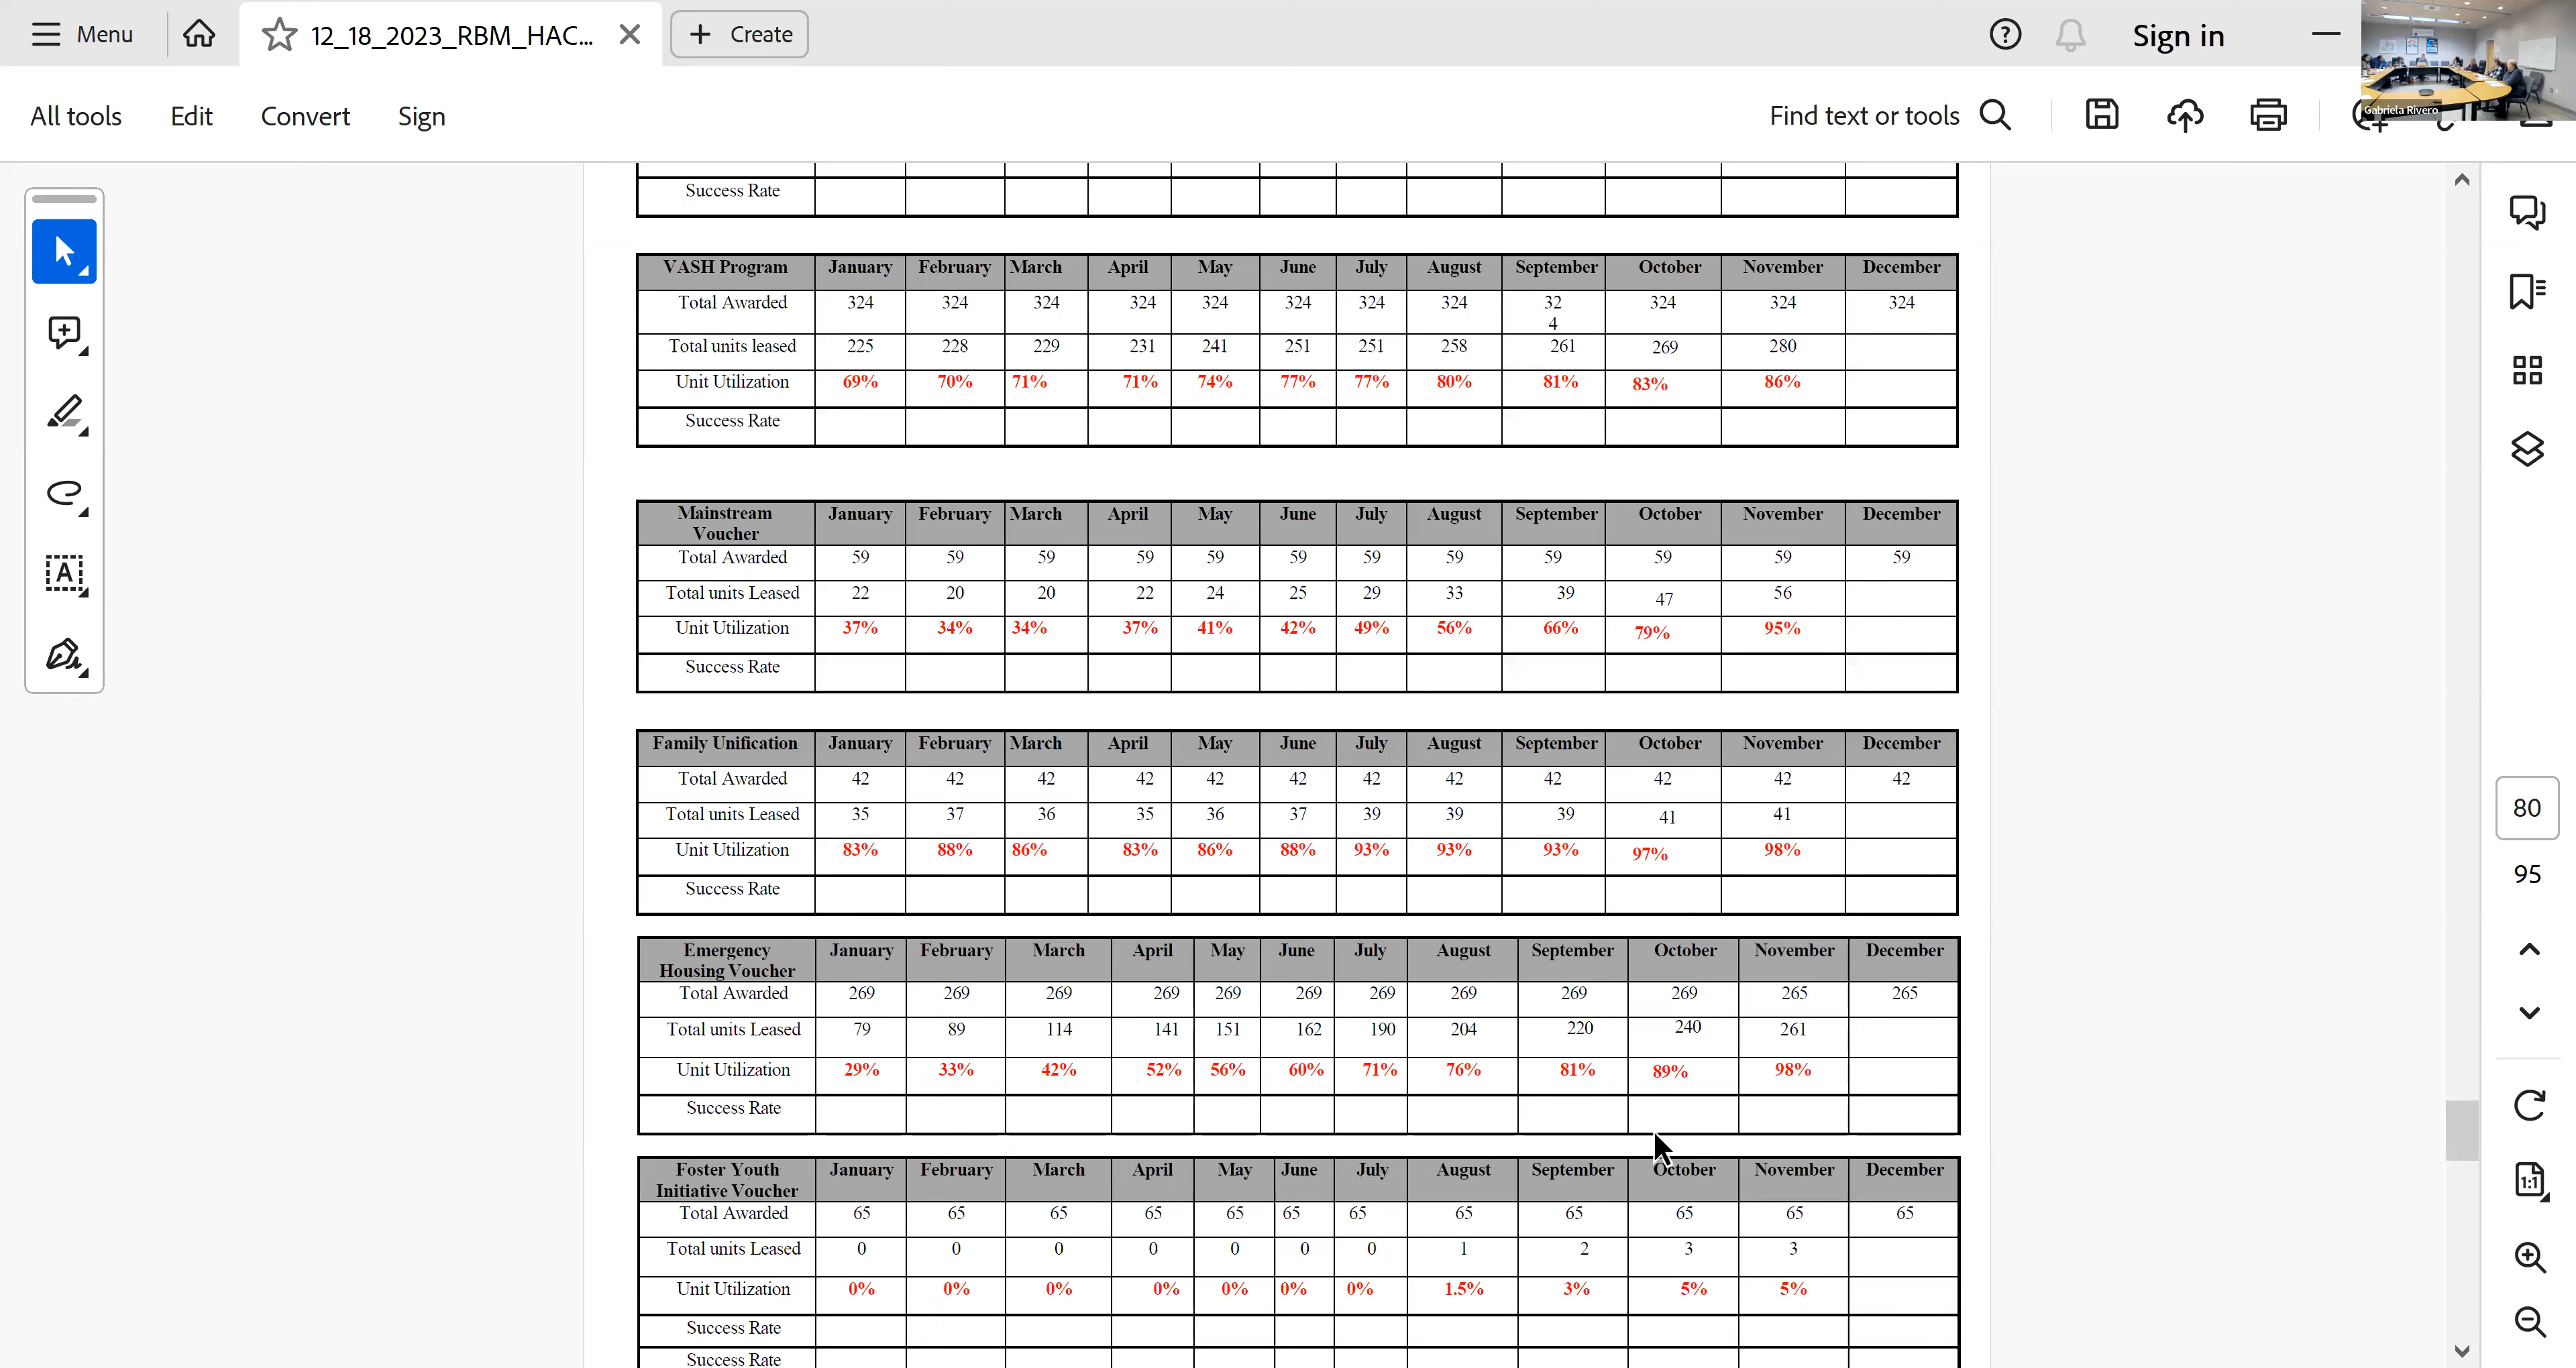 Menu 12_18_2023_RBM_HAC... Create Sign in
Gabriela Rivero
All tools Edit Convert Sign Find text or tools
Success Rate
VASH Program January February March April May June July August September October November December
Total Awarded 324 324 324 324 324 324 324 324 32 324 324 324
4
Total units leased 225 228 229 231 241 251 251 258 261 269 280
Unit Utilization 69% 70% 71% 71% 74% 77% 77% 80% 81% 83% 86%
Success Rate
Mainstream January February March April May June July August September October November December
Voucher
Total Awarded 59 59 59 59 59 59 59 59 59 59 59 59
Total units Leased 22 20 20 22 24 25 29 33 39 47 56
Unit Utilization 37% 34% 34% 37% 41% 42% 49% 56% 66% 79% 95%
Success Rate
Family Unification January February March April May June July August September October November December
Total Awarded 42 42 42 42 42 42 42 42 42 42 42 42
Total units Leased 35 37 36 35 36 37 39 39 39 41 41
Unit Utilization 83% 88% 86% 83% 86% 88% 93% 93% 93% 97% 98%
Success Rate
Emergency January February March April May June July August September October November December
Housing Voucher
Total Awarded 269 269 269 269 269 269 269 269 269 269 265 265
Total units Leased 79 89 114 141 151 162 190 204 220 240 261
Unit Utilization 29% 33% 42% 52% 56% 60% 71% 76% 81% 89% 98%
Success Rate
Foster Youth January February March April May June July August September October November December
Initiative Voucher
Total Awarded 65 65 65 65 65 65 65 65 65 65 65 65
Total units Leased 0 0 0 0 0 0 0 1 2 3 3
Unit Utilization 0% 0% 0% 0% 0% 0% 0% 1.5% 3% 5% 5%
Success Rate
Success Rate
80
95
1:1